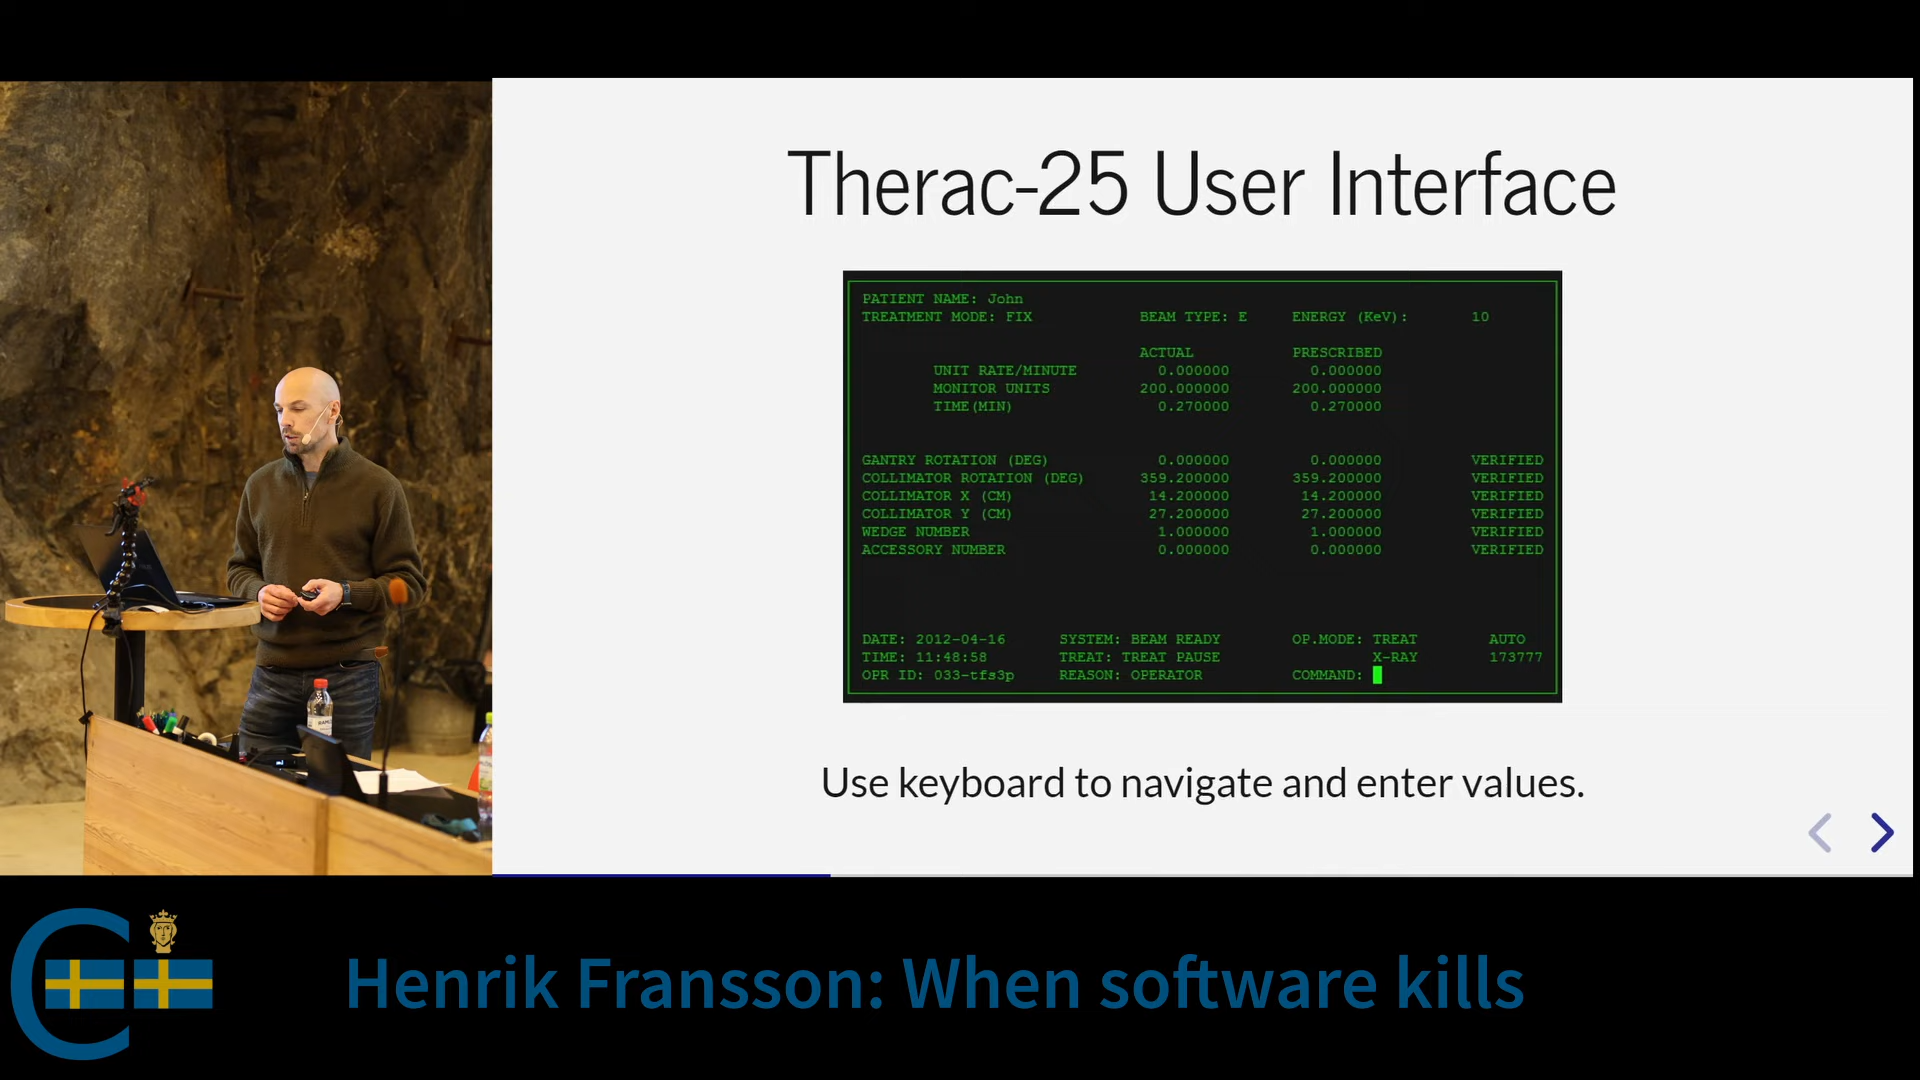 Therac-25 User Interface
PATIENT NAME: John
TREATMENT MODE: FIX BEAM TYPE: E ENERGY (KeV): 10
ACTUAL PRESCRIBED
UNIT RATE/MINUTE 0.000000 0.000000
MONITOR UNITS 200.000000 200.000000
TIME(MIN) 0.270000 0.270000
GANTRY ROTATION (DEG) 0.000000 0.000000 VERIFIED
COLLIMATOR ROTATION (DEG) 359.200000 359.200000 VERIFIED
COLLIMATOR X (CM) 14.200000 14.200000 VERIFIED
COLLIMATOR Y (CM) 27.200000 27.200000 VERIFIED
WEDGE NUMBER 1.000000 1.000000 VERIFIED
ACCESSORY NUMBER 0.000000 0.000000 VERIFIED
DATE: 2012-04-16 SYSTEM: BEAM READY OP.MODE: TREAT AUTO
TIME: 11:48:58 TREAT: TREAT PAUSE X-RAY 173777
OPR ID: 033-tfs3p REASON: OPERATOR COMMAND:
Use keyboard to navigate and enter values.
Henrik Fransson: When software kills